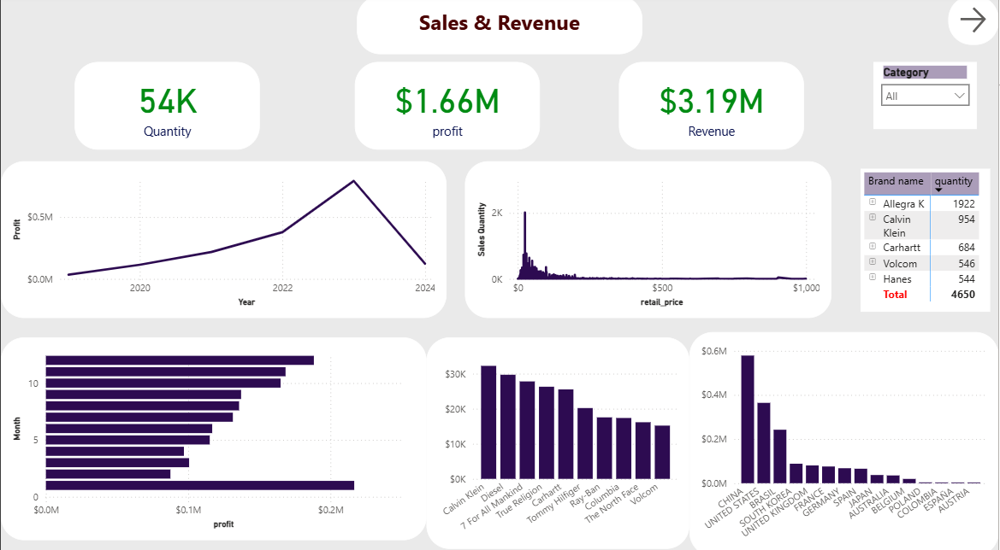 Sales & Revenue
54K
Quantity
$1.66M
profit
$3.19M
Revenue
Category
All
Profit
$0.5M
$0.0M
2020
2022
2024
Year
Sales Quantity
2K
0K
$0
$500
$1,000
retail_price
Brand name quantity
Allegra K 1922
Calvin Klein 954
Carhartt 684
Volcom 546
Hanes 544
Total 4650
Month
10
5
0
$0.0M
$0.1M
$0.2M
profit
$30K
$20K
$10K
$0K
Calvin Klein
Diesel
7 For All Mankind
True Religion
Carhartt
Tommy Hilfiger
Ray-Ban
Columbia
The North Face
Volcom
$0.6M
$0.4M
$0.2M
$0.0M
CHINA
UNITED STATES
BRASIL
SOUTH KOREA
UNITED KINGDOM
FRANCE
GERMANY
SPAIN
JAPAN
AUSTRALIA
BELGIUM
POLAND
COLOMBIA
ESPAÑA
AUSTRIA